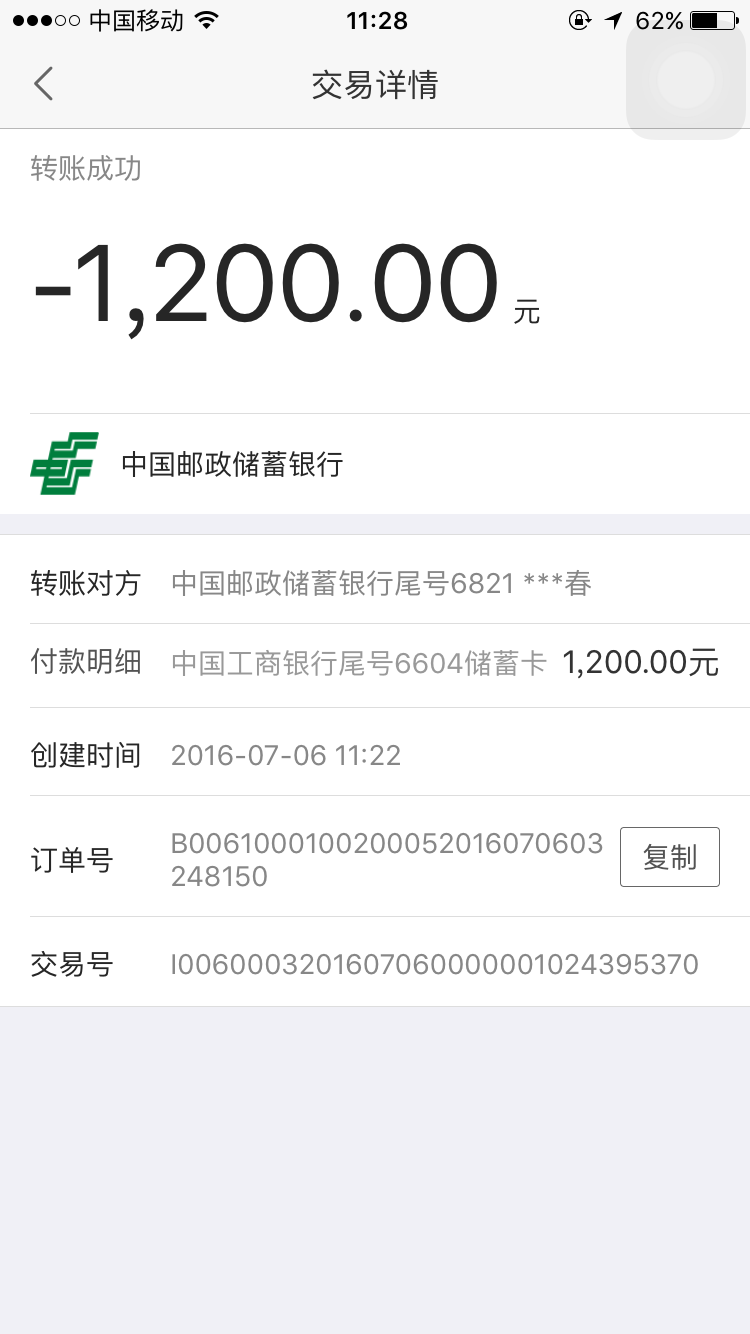 中国移动 11:28 62%
交易详情
转账成功
-1,200.00 元
中国邮政储蓄银行
转账对方 中国邮政储蓄银行尾号6821 ***春
付款明细 中国工商银行尾号6604储蓄卡 1,200.00元
创建时间 2016-07-06 11:22
订单号 B00610001002000052016070603
248150 复制
交易号 I00600032016070600000001024395370